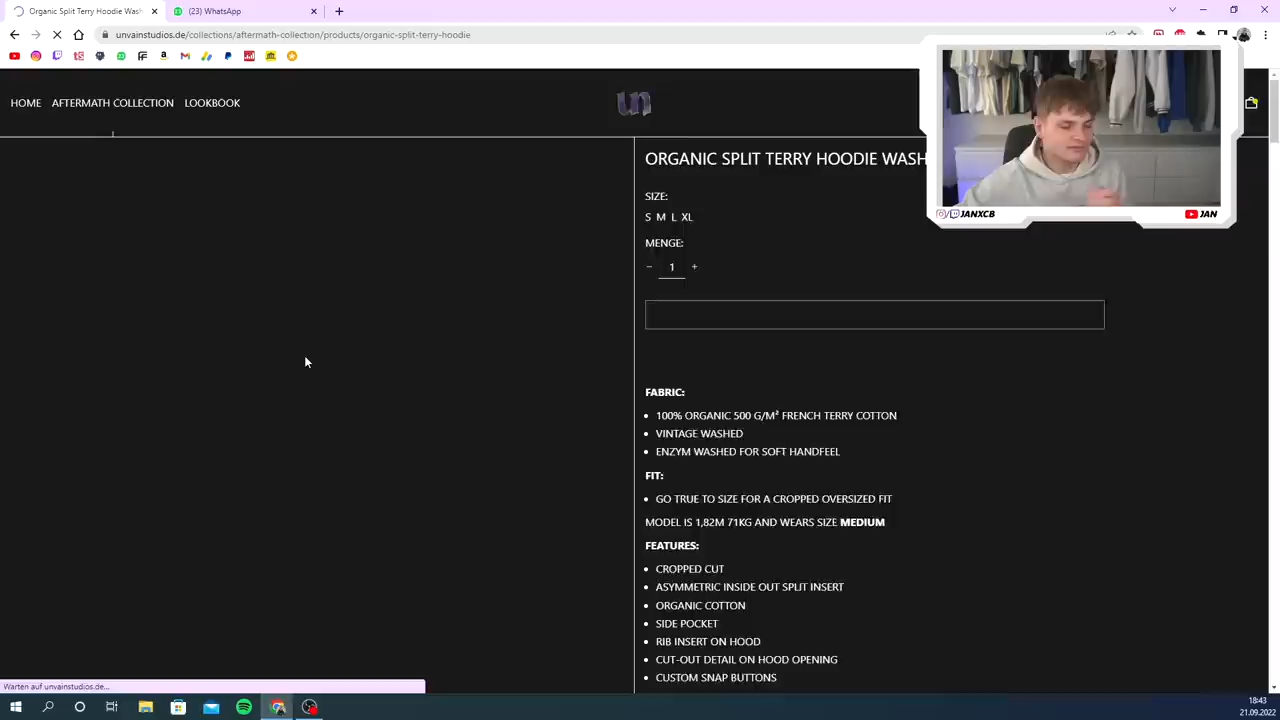 Organic Split Terry Hoodie Wash
(23) WhatsApp
unvainstudios.de/collections/aftermath-collection/products/organic-split-terry-hoodie
HOME AFTERMATH COLLECTION LOOKBOOK
un
ORGANIC SPLIT TERRY HOODIE WASH
SIZE:
S M L XL
MENGE:
− 1 +
JANXCB
JAN
FABRIC:
100% ORGANIC 500 G/M² FRENCH TERRY COTTON
VINTAGE WASHED
ENZYM WASHED FOR SOFT HANDFEEL
FIT:
GO TRUE TO SIZE FOR A CROPPED OVERSIZED FIT
MODEL IS 1,82M 71KG AND WEARS SIZE MEDIUM
FEATURES:
CROPPED CUT
ASYMMETRIC INSIDE OUT SPLIT INSERT
ORGANIC COTTON
SIDE POCKET
RIB INSERT ON HOOD
CUT-OUT DETAIL ON HOOD OPENING
CUSTOM SNAP BUTTONS
Warten auf unvainstudios.de...
18:43
21.09.2022